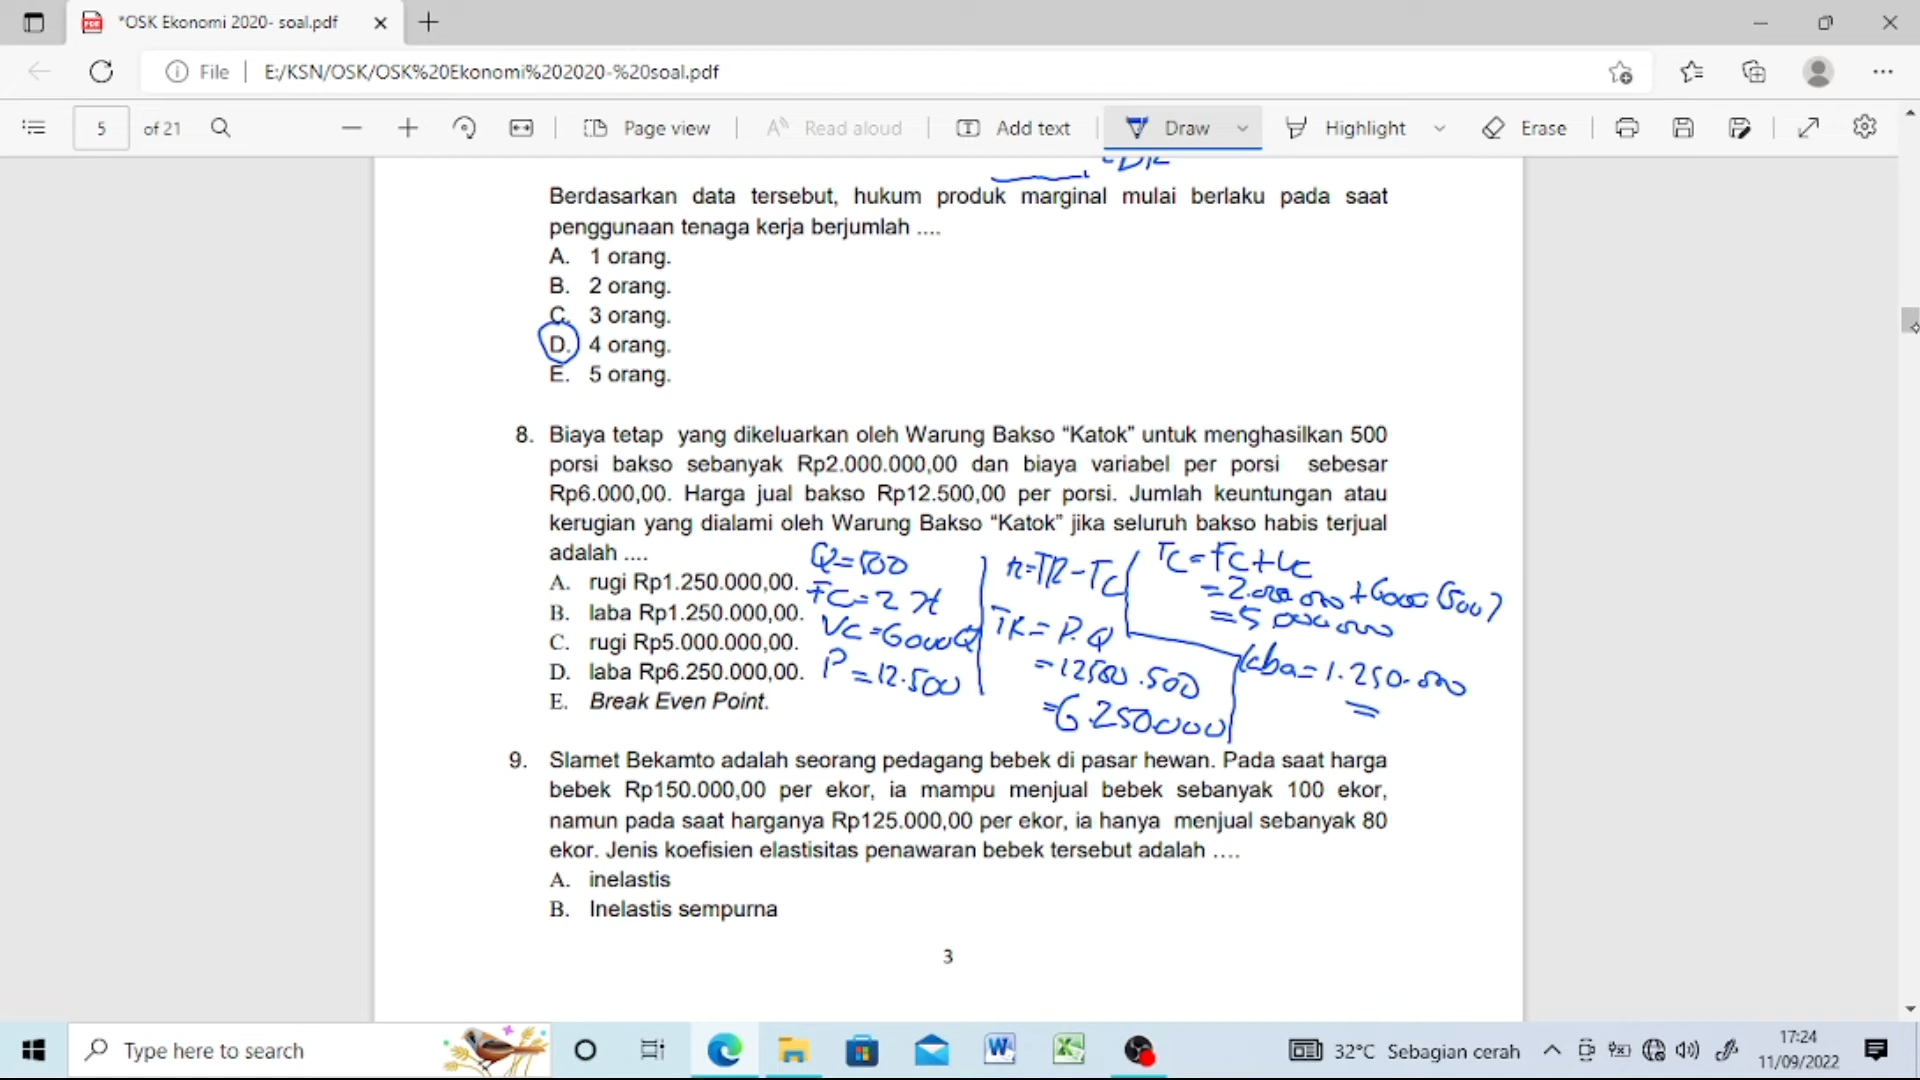 *OSK Ekonomi 2020- soal.pdf
File
E:/KSN/OSK/OSK%20Ekonomi%202020-%20soal.pdf
5 of 21
Page view
Read aloud
Add text
Draw
Highlight
Erase
Berdasarkan data tersebut, hukum produk marginal mulai berlaku pada saat
penggunaan tenaga kerja berjumlah ....
A. 1 orang.
B. 2 orang.
C. 3 orang.
D. 4 orang.
E. 5 orang.
8. Biaya tetap yang dikeluarkan oleh Warung Bakso “Katok” untuk menghasilkan 500
porsi bakso sebanyak Rp2.000.000,00 dan biaya variabel per porsi sebesar
Rp6.000,00. Harga jual bakso Rp12.500,00 per porsi. Jumlah keuntungan atau
kerugian yang dialami oleh Warung Bakso “Katok” jika seluruh bakso habis terjual
adalah ....
A. rugi Rp1.250.000,00.
B. laba Rp1.250.000,00.
C. rugi Rp5.000.000,00.
D. laba Rp6.250.000,00.
E. Break Even Point.
Q=500
FC=2 jt
VC=6000Q
P=12.500
π=TR-TC
TR=P.Q
=12500.500
=6.250000
TC=FC+VC
=2.000.000+6000(500)
=5.000.000
laba=1.250.000
=
9. Slamet Bekamto adalah seorang pedagang bebek di pasar hewan. Pada saat harga
bebek Rp150.000,00 per ekor, ia mampu menjual bebek sebanyak 100 ekor,
namun pada saat harganya Rp125.000,00 per ekor, ia hanya menjual sebanyak 80
ekor. Jenis koefisien elastisitas penawaran bebek tersebut adalah ....
A. inelastis
B. Inelastis sempurna
3
Type here to search
32°C Sebagian cerah
17:24
11/09/2022